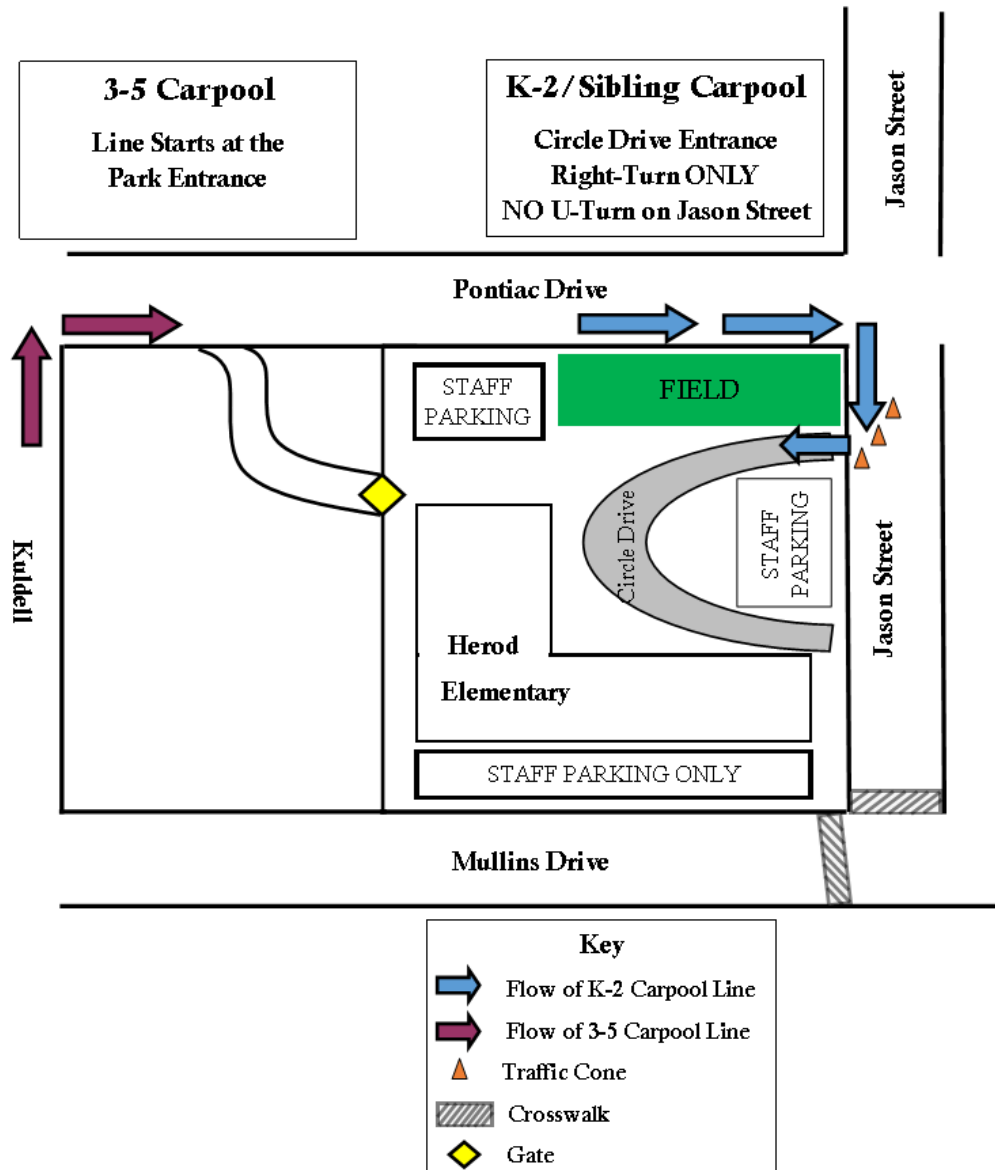 3-5 Carpool
Line Starts at the
Park Entrance
K-2/Sibling Carpool
Circle Drive Entrance
Right-Turn ONLY
NO U-Turn on Jason Street
Jason Street
Pontiac Drive
STAFF
PARKING
FIELD
Circle Drive
STAFF
PARKING
Kuldell
Jason Street
Herod
Elementary
STAFF PARKING ONLY
Mullins Drive
Key
Flow of K-2 Carpool Line
Flow of 3-5 Carpool Line
Traffic Cone
Crosswalk
Gate